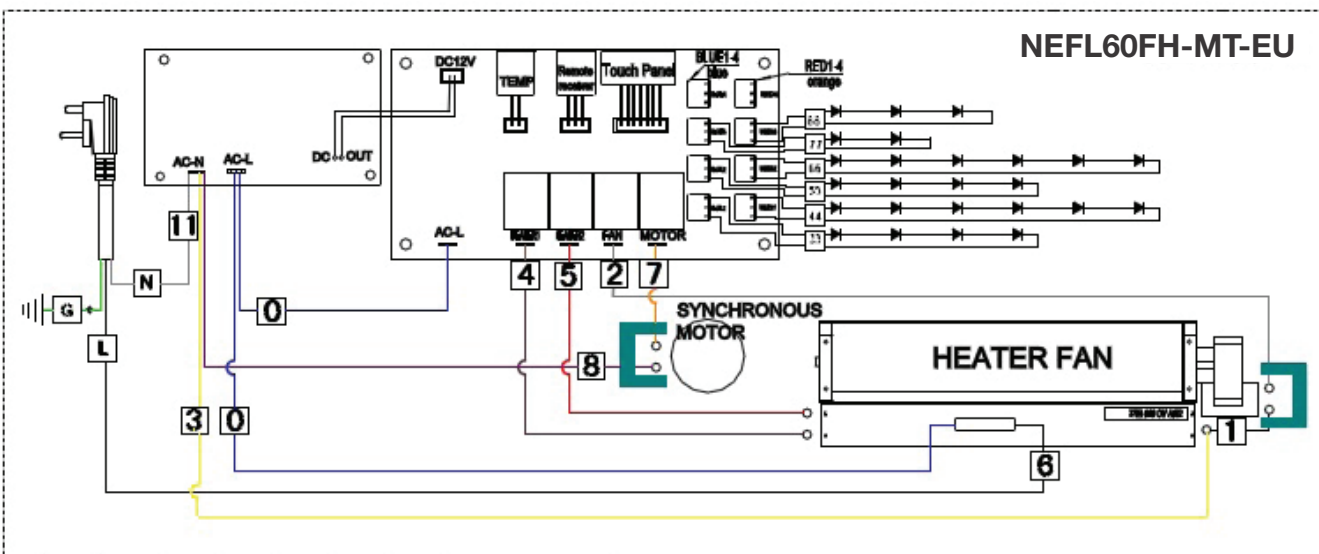 NEFL60FH-MT-EU
BLUE1-4
blue
RED1-4
orange
DC12V
TEMP
Remote
receiver
Touch Panel
DC OUT
AC-N
AC-L
AC-L
FAN
MOTOR
66
77
55
44
33
11
N
G
L
0
4
5
2
7
SYNCHRONOUS
MOTOR
8
HEATER FAN
3
0
6
1